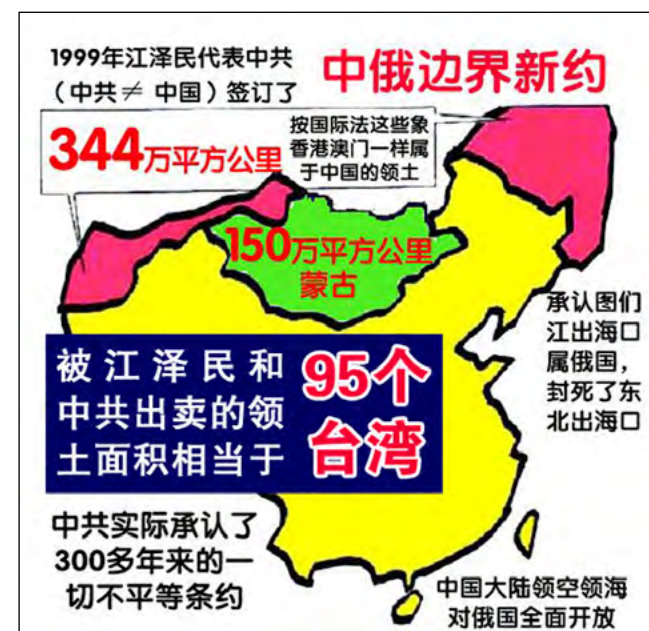 1999年江泽民代表中共
（中共≠ 中国）签订了
中俄边界新约
344万平方公里
按国际法这些象
香港澳门一样属
于中国的领土
150万平方公里
蒙古
承认图们
江出海口
属俄国，
封死了东
北出海口
被江泽民和
中共出卖的领
土面积相当于
95个
台湾
中共实际承认了
300多年来的一
切不平等条约
中国大陆领空领海
对俄国全面开放